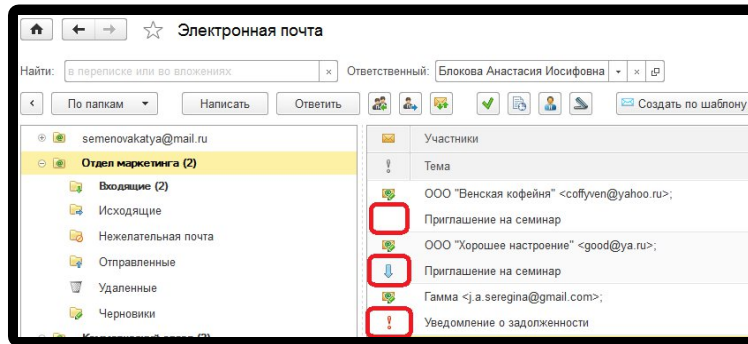 Электронная почта
Найти: в переписке или во вложениях × Ответственный: Блокова Анастасия Иосифовна
По папкам Написать Ответить Создать по шаблону
semenovakatya@mail.ru
Отдел маркетинга (2)
Входящие (2)
Исходящие
Нежелательная почта
Отправленные
Удаленные
Черновики
Участники
Тема
ООО "Венская кофейня" <coffyven@yahoo.ru>;
Приглашение на семинар
ООО "Хорошее настроение" <good@ya.ru>;
Приглашение на семинар
Гамма <j.a.seregina@gmail.com>;
Уведомление о задолженности